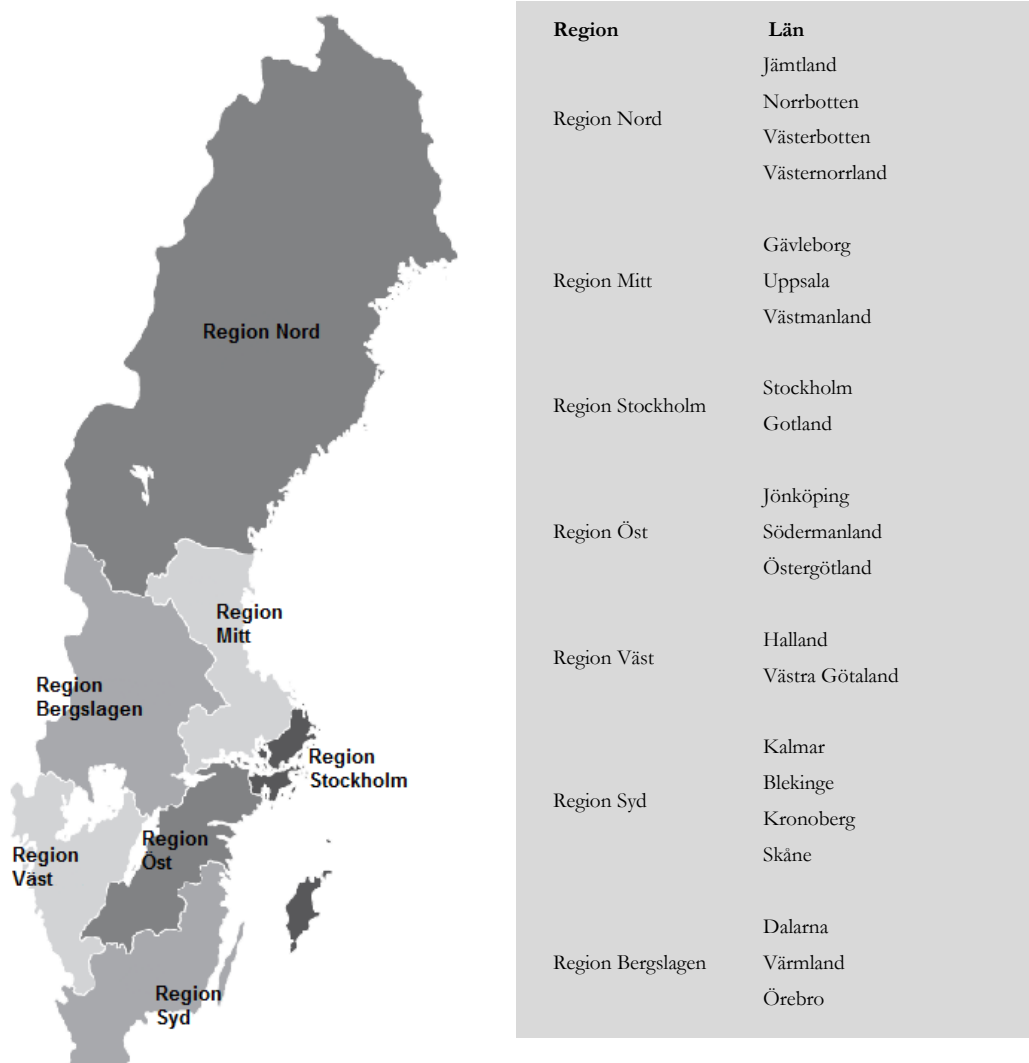 Region Nord
Region
Mitt
Region
Bergslagen
Region
Stockholm
Region
Väst
Region
Öst
Region
Syd
Region Län
Jämtland
Norrbotten
Region Nord
Västerbotten
Västernorrland
Gävleborg
Region Mitt Uppsala
Västmanland
Stockholm
Region Stockholm
Gotland
Jönköping
Region Öst Södermanland
Östergötland
Halland
Region Väst
Västra Götaland
Kalmar
Blekinge
Region Syd
Kronoberg
Skåne
Dalarna
Region Bergslagen Värmland
Örebro